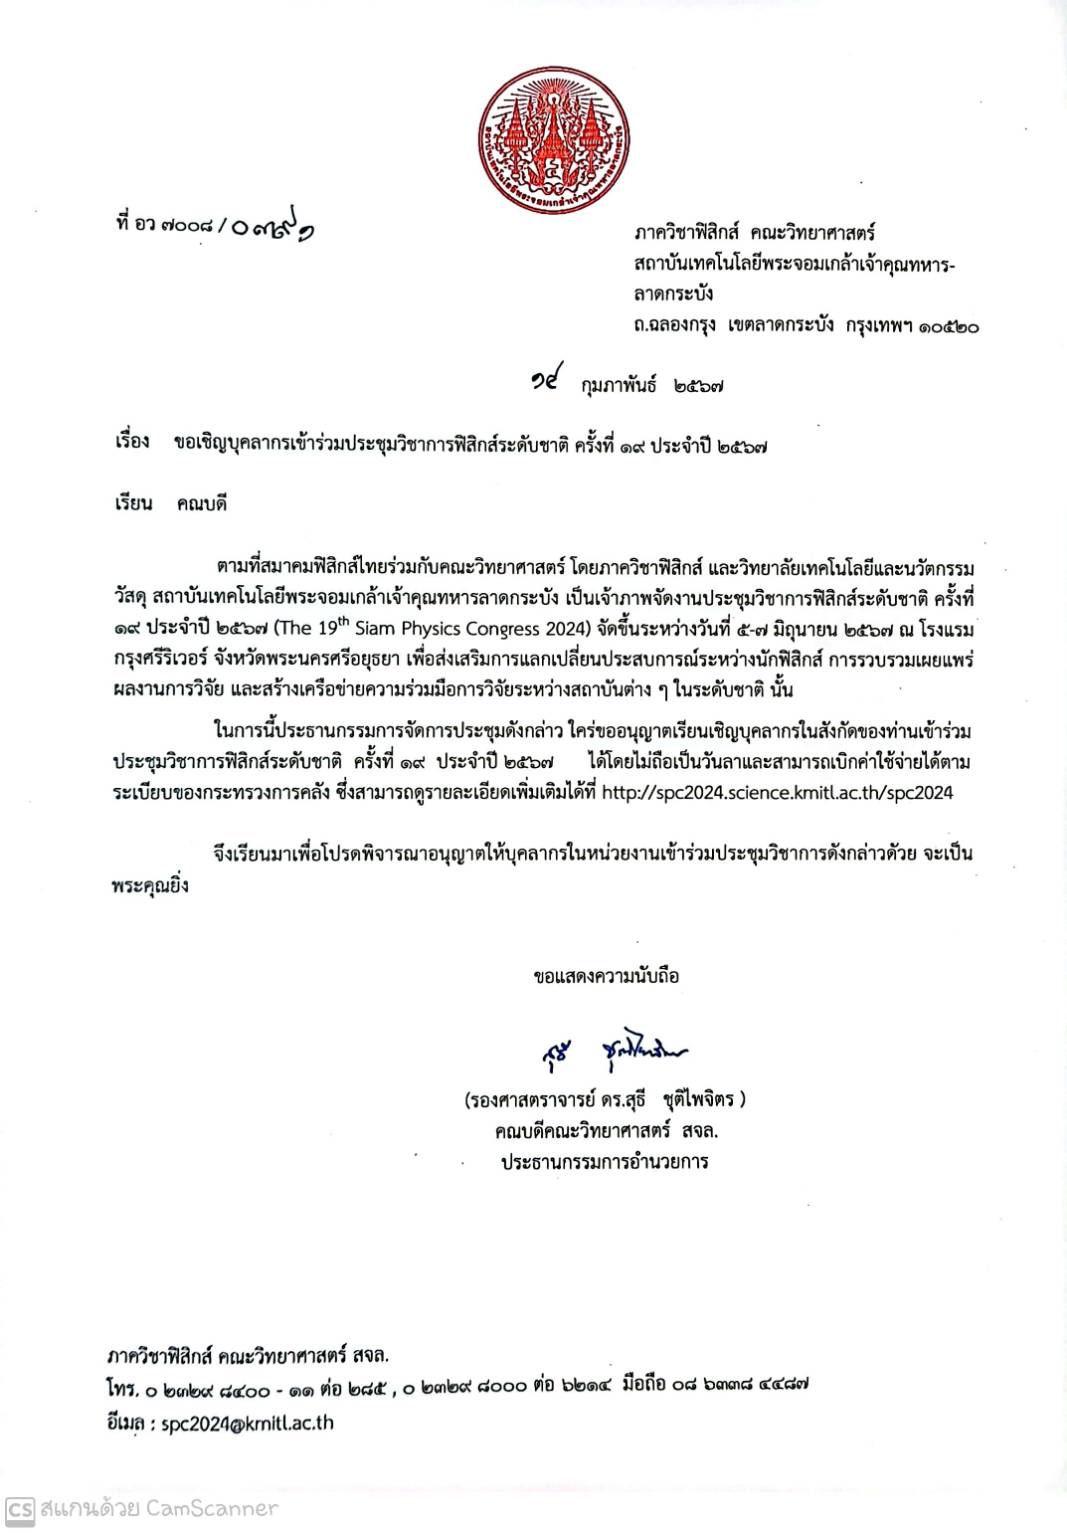 สถาบันเทคโนโลยีพระจอมเกล้าเจ้าคุณทหารลาดกระบัง
ที่ อว ๗๐๐๘ / ๐๓๙๑
ภาควิชาฟิสิกส์ คณะวิทยาศาสตร์
สถาบันเทคโนโลยีพระจอมเกล้าเจ้าคุณทหาร-
ลาดกระบัง
ถ.ฉลองกรุง เขตลาดกระบัง กรุงเทพฯ ๑๐๕๒๐
๑๙ กุมภาพันธ์ ๒๕๖๗
เรื่อง ขอเชิญบุคลากรเข้าร่วมประชุมวิชาการฟิสิกส์ระดับชาติ ครั้งที่ ๑๙ ประจำปี ๒๕๖๗
เรียน คณบดี
ตามที่สมาคมฟิสิกส์ไทยร่วมกับคณะวิทยาศาสตร์ โดยภาควิชาฟิสิกส์ และวิทยาลัยเทคโนโลยีและนวัตกรรม
วัสดุ สถาบันเทคโนโลยีพระจอมเกล้าเจ้าคุณทหารลาดกระบัง เป็นเจ้าภาพจัดงานประชุมวิชาการฟิสิกส์ระดับชาติ ครั้งที่
๑๙ ประจำปี ๒๕๖๗ (The 19th Siam Physics Congress 2024) จัดขึ้นระหว่างวันที่ ๕-๗ มิถุนายน ๒๕๖๗ ณ โรงแรม
กรุงศรีริเวอร์ จังหวัดพระนครศรีอยุธยา เพื่อส่งเสริมการแลกเปลี่ยนประสบการณ์ระหว่างนักฟิสิกส์ การรวบรวมเผยแพร่
ผลงานการวิจัย และสร้างเครือข่ายความร่วมมือการวิจัยระหว่างสถาบันต่าง ๆ ในระดับชาติ นั้น
ในการนี้ประธานกรรมการจัดการประชุมดังกล่าว ใคร่ขออนุญาตเรียนเชิญบุคลากรในสังกัดของท่านเข้าร่วม
ประชุมวิชาการฟิสิกส์ระดับชาติ ครั้งที่ ๑๙ ประจำปี ๒๕๖๗ ได้โดยไม่ถือเป็นวันลาและสามารถเบิกค่าใช้จ่ายได้ตาม
ระเบียบของกระทรวงการคลัง ซึ่งสามารถดูรายละเอียดเพิ่มเติมได้ที่ http://spc2024.science.kmitl.ac.th/spc2024
จึงเรียนมาเพื่อโปรดพิจารณาอนุญาตให้บุคลากรในหน่วยงานเข้าร่วมประชุมวิชาการดังกล่าวด้วย จะเป็น
พระคุณยิ่ง
ขอแสดงความนับถือ
(รองศาสตราจารย์ ดร.สุธี ชุติไพจิตร )
คณบดีคณะวิทยาศาสตร์ สจล.
ประธานกรรมการอำนวยการ
ภาควิชาฟิสิกส์ คณะวิทยาศาสตร์ สจล.
โทร. ๐ ๒๓๒๙ ๘๔๐๐ - ๑๑ ต่อ ๒๘๕ , ๐ ๒๓๒๙ ๘๐๐๐ ต่อ ๖๒๑๔ มือถือ ๐๘ ๖๓๓๘ ๔๔๘๗
อีเมล : spc2024@kmitl.ac.th
CS สแกนด้วย CamScanner